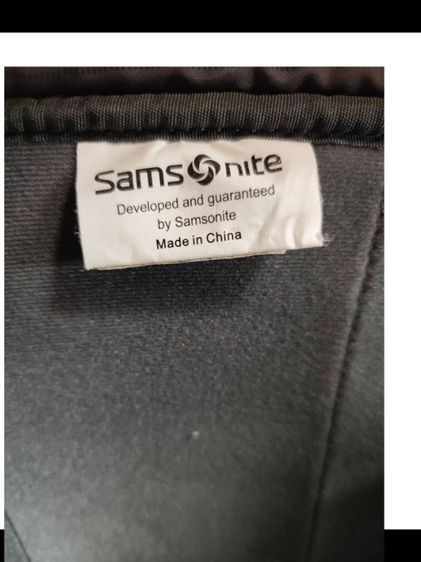 Samsonite
Developed and guaranteed
by Samsonite
Made in China